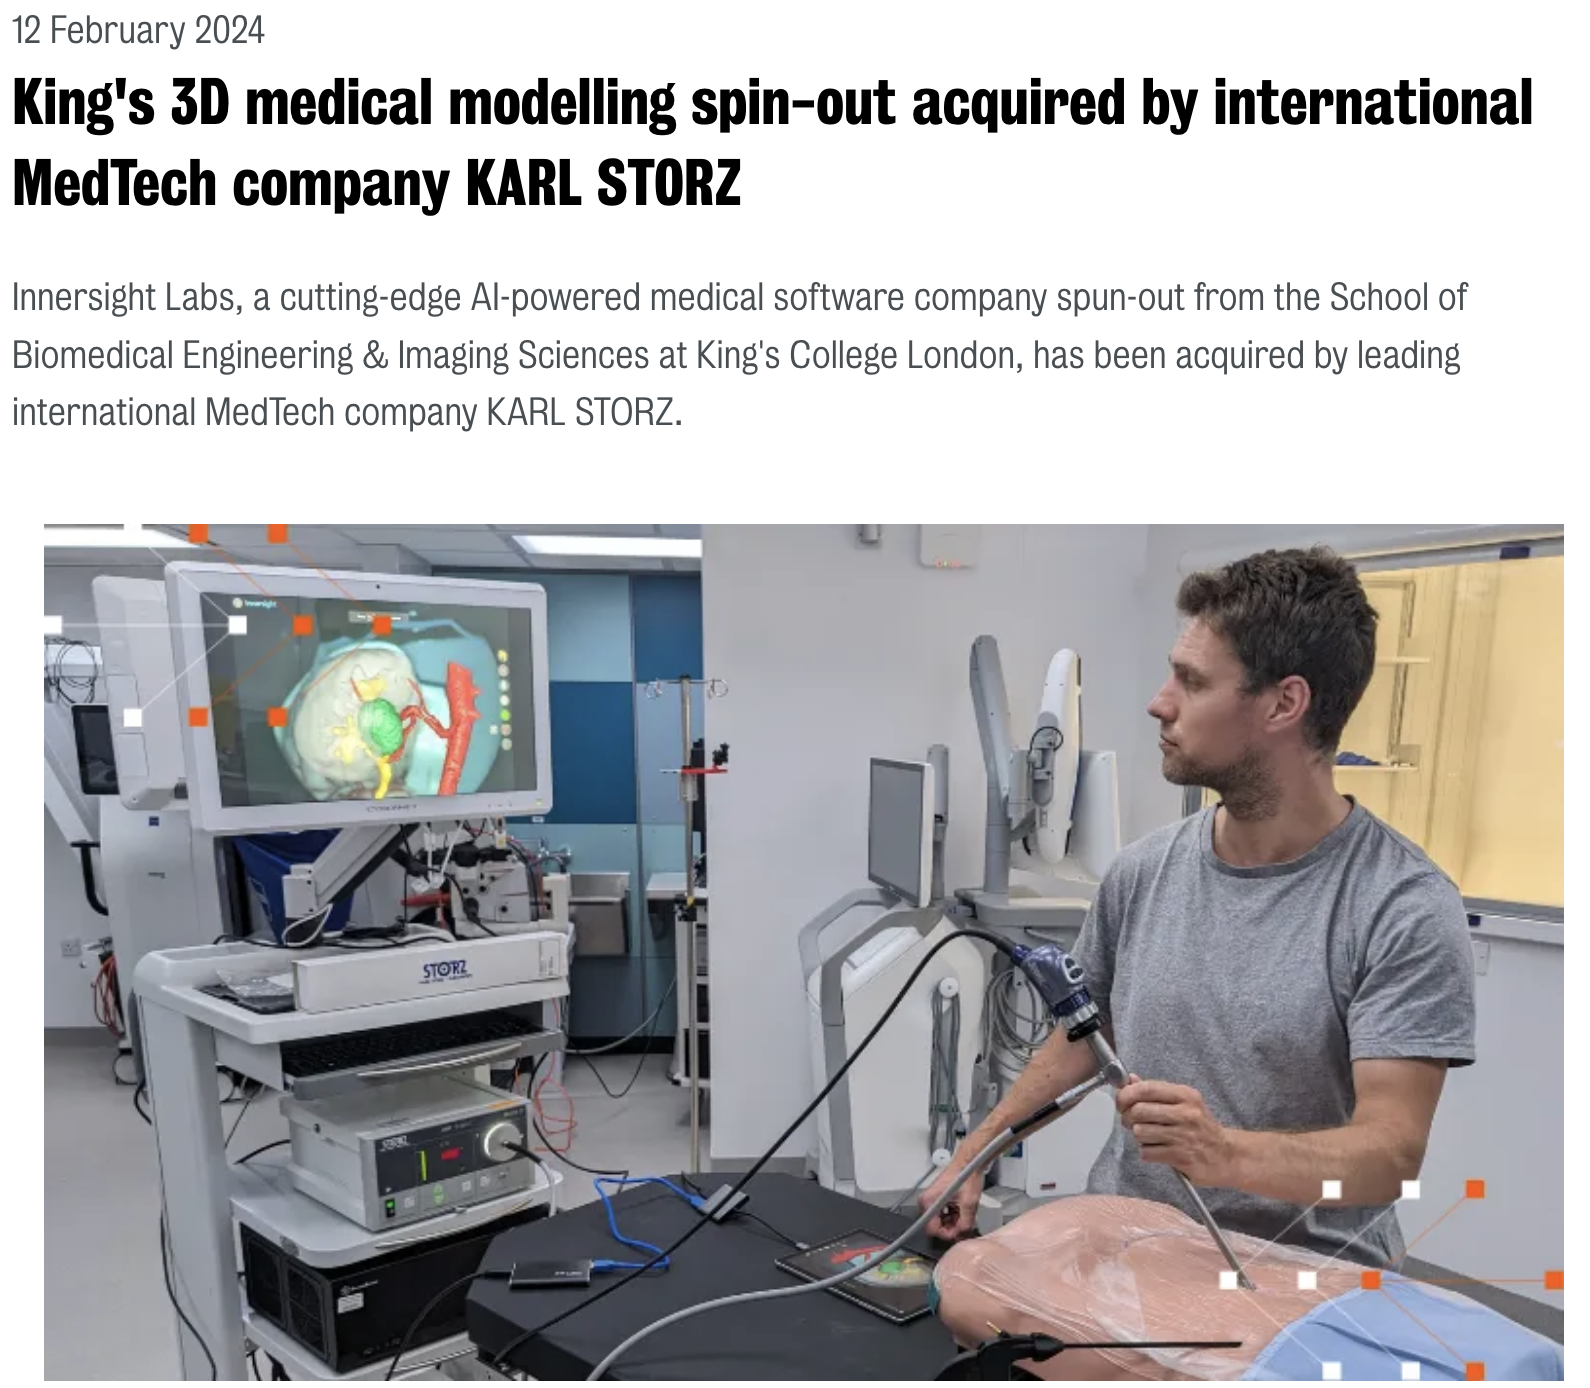 12 February 2024
King's 3D medical modelling spin-out acquired by international
MedTech company KARL STORZ
Innersight Labs, a cutting-edge AI-powered medical software company spun-out from the School of
Biomedical Engineering & Imaging Sciences at King's College London, has been acquired by leading
international MedTech company KARL STORZ.
Innersight
STORZ
STORZ